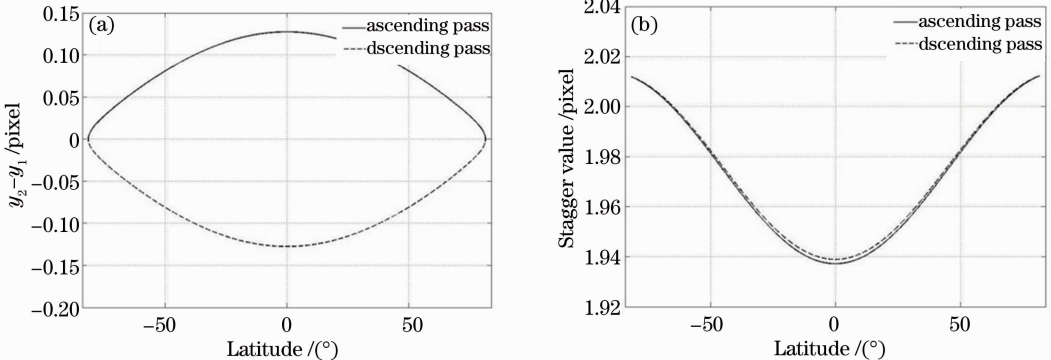 (a)
ascending pass
dscending pass
0.15
0.10
0.05
0
−0.05
−0.10
−0.15
−0.20
y2−y1 /pixel
−50
0
50
Latitude /(°)
(b)
ascending pass
dscending pass
2.04
2.02
2.00
1.98
1.96
1.94
1.92
Stagger value /pixel
−50
0
50
Latitude /(°)